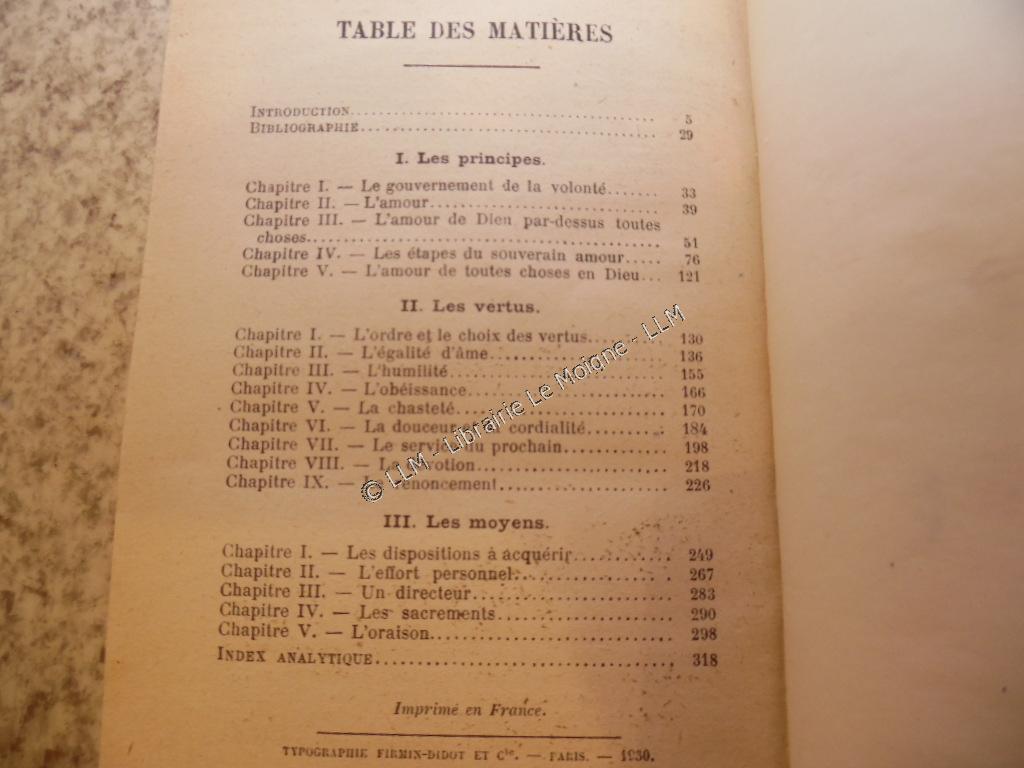 TABLE DES MATIÈRES
INTRODUCTION........ 5
BIBLIOGRAPHIE........ 29
I. Les principes.
Chapitre I. — Le gouvernement de la volonté....... 33
Chapitre II. — L'amour........ 39
Chapitre III. — L'amour de Dieu par-dessus toutes
choses........ 51
Chapitre IV. — Les étapes du souverain amour..... 76
Chapitre V. — L'amour de toutes choses en Dieu... 121
II. Les vertus.
Chapitre I. — L'ordre et le choix des vertus........ 130
Chapitre II. — L'égalité d'âme........ 136
Chapitre III. — L'humilité........ 155
Chapitre IV. — L'obéissance........ 166
Chapitre V. — La chasteté........ 170
Chapitre VI. — La douceur cordialité........ 184
Chapitre VII. — Le service du prochain........ 198
Chapitre VIII. — La dévotion........ 218
Chapitre IX. — Le renoncement........ 226
© LLM - Librairie Le Moigne - LLM
III. Les moyens.
Chapitre I. — Les dispositions à acquérir........ 249
Chapitre II. — L'effort personnel........ 267
Chapitre III. — Un directeur........ 283
Chapitre IV. — Les sacrements........ 290
Chapitre V. — L'oraison........ 298
INDEX ANALYTIQUE........ 318
Imprimé en France.
TYPOGRAPHIE FIRMIN-DIDOT ET Cie. — PARIS. — 1930.